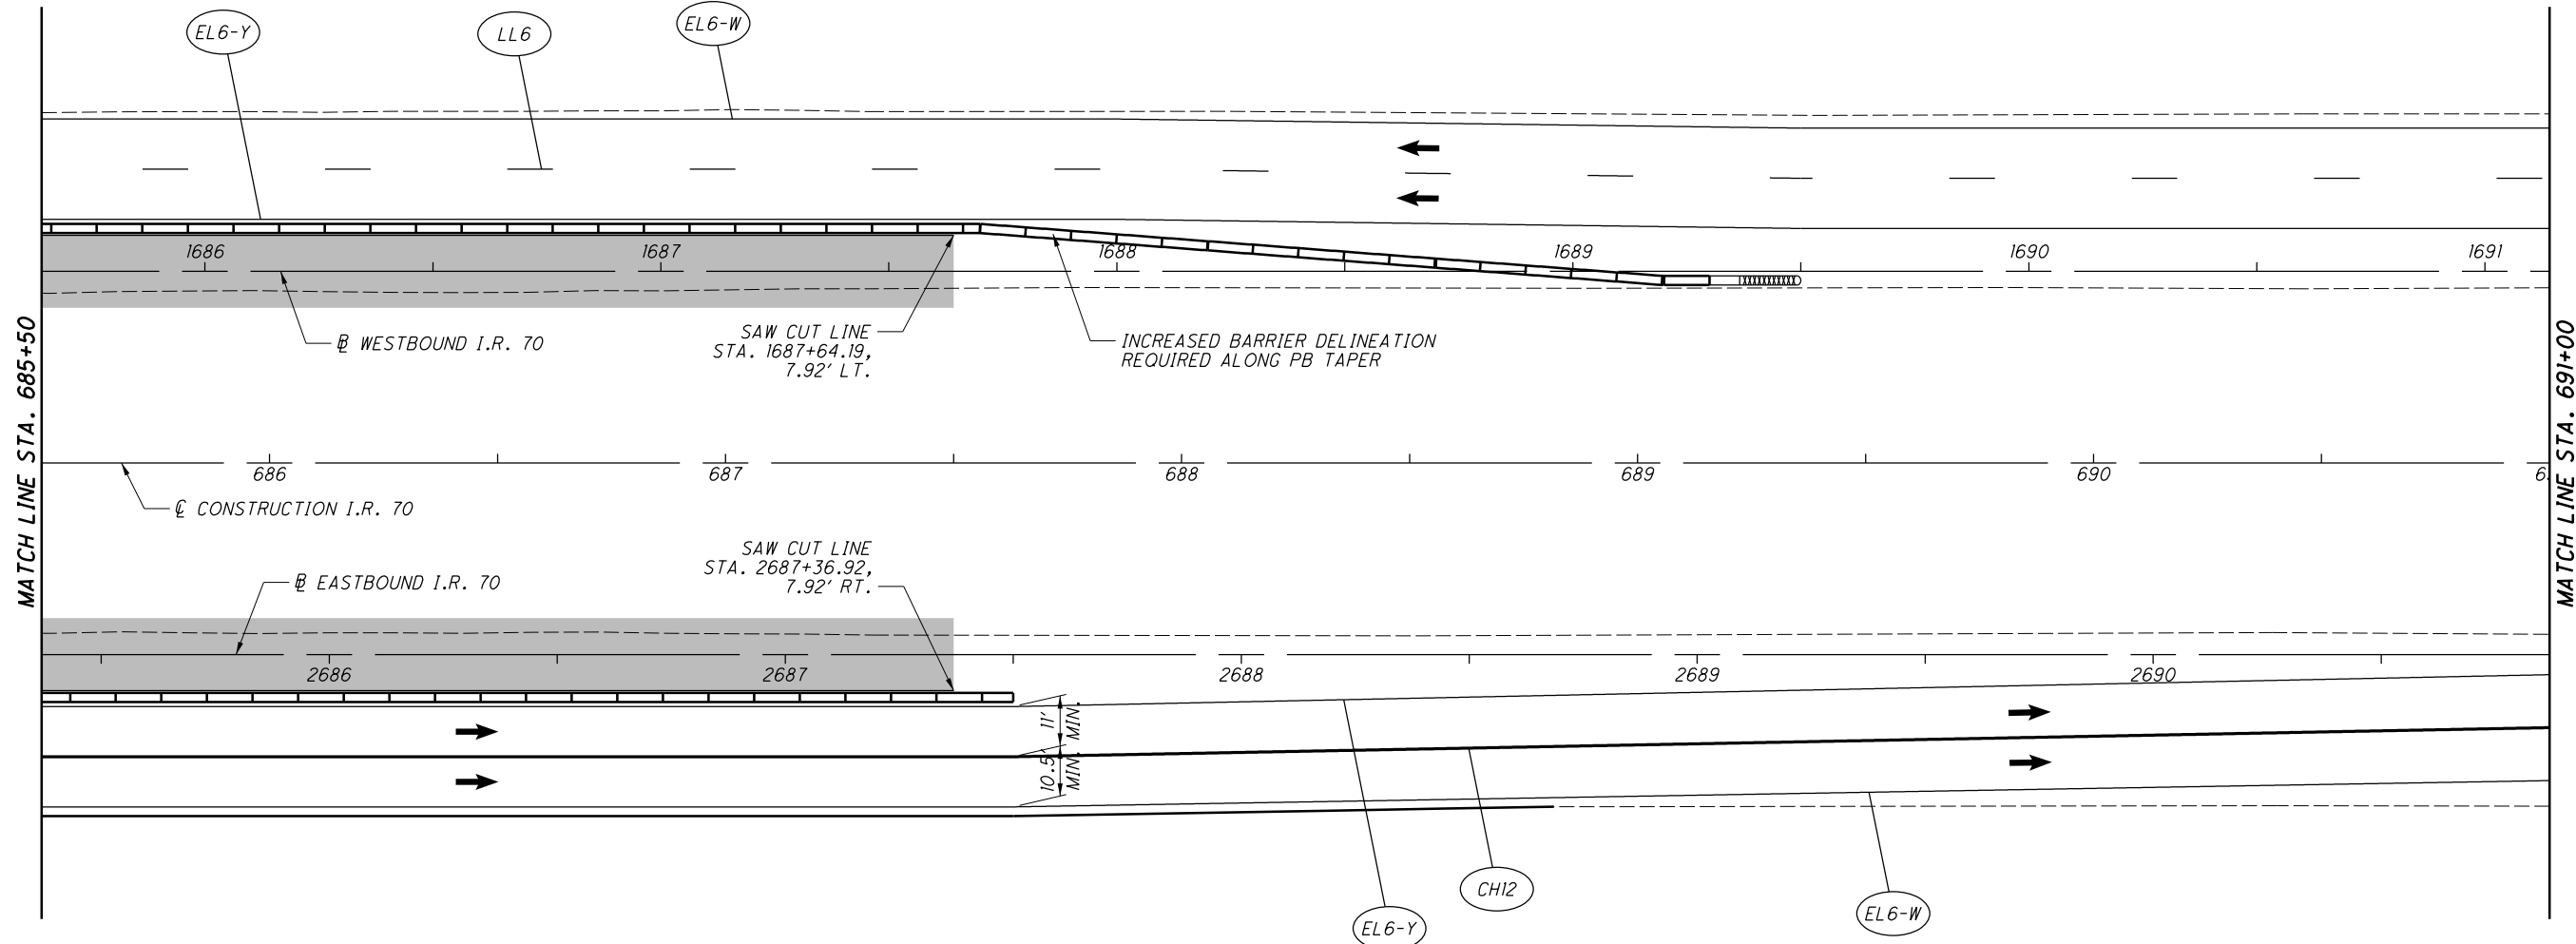 EL6-Y
LL6
EL6-W
1686
1687
1688
1689
1690
1691
℄ WESTBOUND I.R. 70
SAW CUT LINE
STA. 1687+64.19,
7.92' LT.
INCREASED BARRIER DELINEATION
REQUIRED ALONG PB TAPER
MATCH LINE STA. 685+50
MATCH LINE STA. 691+00
686
687
688
689
690
℄ CONSTRUCTION I.R. 70
SAW CUT LINE
STA. 2687+36.92,
7.92' RT.
EASTBOUND I.R. 70
2686
2687
2688
2689
2690
11'
MIN.
10.5'
MIN.
EL6-Y
CH12
EL6-W